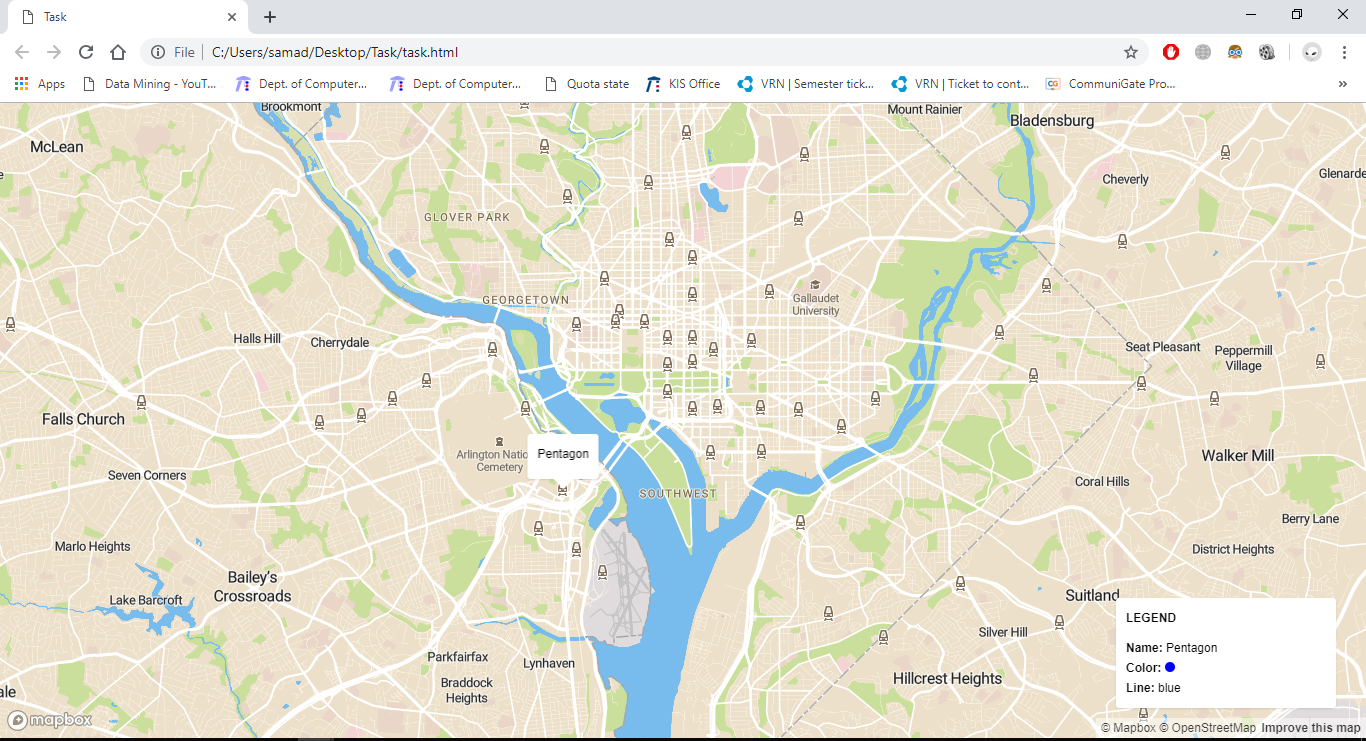 Task
File C:/Users/samad/Desktop/Task/task.html
Apps Data Mining - YouT... Dept. of Computer... Dept. of Computer... Quota state KIS Office VRN | Semester tick... VRN | Ticket to cont... CommuniGate Pro... »
Brookmont
Mount Rainier
Bladensburg
McLean
Glenarde
Cheverly
GLOVER PARK
GEORGETOWN
Gallaudet
University
Halls Hill
Cherrydale
Seat Pleasant
Peppermill
Village
Falls Church
Arlington Natio
Cemetery
Pentagon
Walker Mill
Seven Corners
Coral Hills
SOUTHWEST
Berry Lane
Marlo Heights
District Heights
Bailey's
Crossroads
Lake Barcroft
Suitland
LEGEND
Name: Pentagon
Color:
Line: blue
Silver Hill
Parkfairfax
Lynhaven
Braddock
Heights
Hillcrest Heights
ale
mapbox
© Mapbox © OpenStreetMap Improve this map